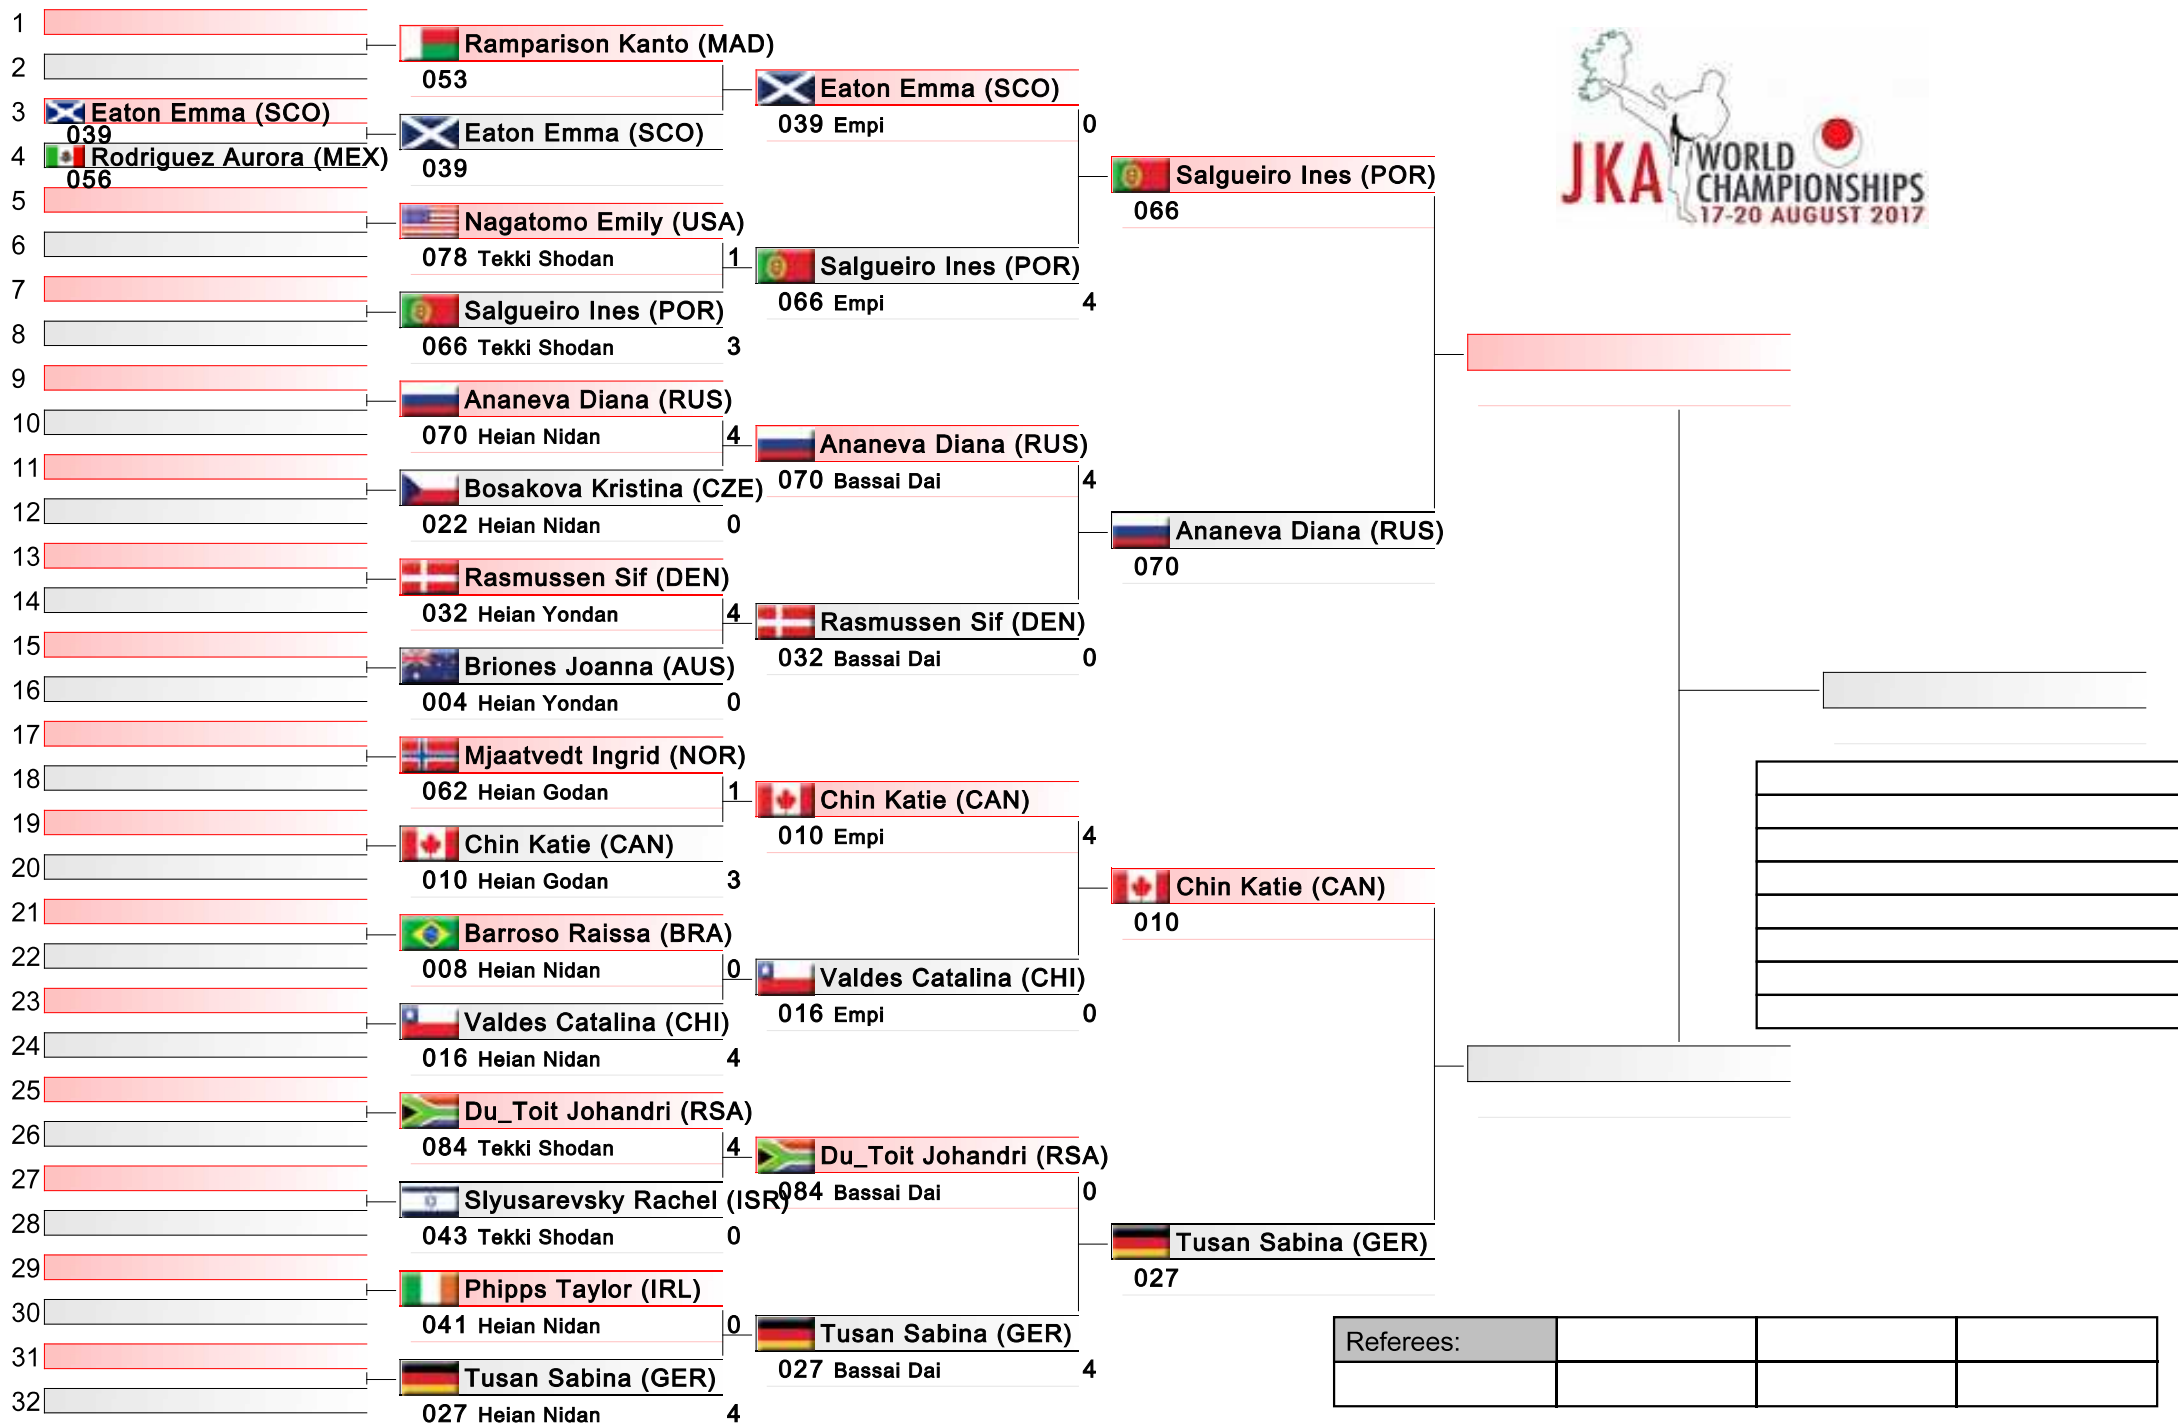 1
2
3 Eaton Emma (SCO)
039
4 Rodriguez Aurora (MEX)
056
5
6
7
8
9
10
11
12
13
14
15
16
17
18
19
20
21
22
23
24
25
26
27
28
29
30
31
32
Ramparison Kanto (MAD)
053
Eaton Emma (SCO)
039
Nagatomo Emily (USA)
078 Tekki Shodan 1
Salgueiro Ines (POR)
066 Tekki Shodan 3
Ananeva Diana (RUS)
070 Heian Nidan 4
Bosakova Kristina (CZE)
022 Heian Nidan 0
Rasmussen Sif (DEN)
032 Heian Yondan 4
Briones Joanna (AUS)
004 Heian Yondan 0
Mjaatvedt Ingrid (NOR)
062 Heian Godan 1
Chin Katie (CAN)
010 Heian Godan 3
Barroso Raissa (BRA)
008 Heian Nidan 0
Valdes Catalina (CHI)
016 Heian Nidan 4
Du_Toit Johandri (RSA)
084 Tekki Shodan 4
Slyusarevsky Rachel (ISR)
043 Tekki Shodan 0
Phipps Taylor (IRL)
041 Heian Nidan 0
Tusan Sabina (GER)
027 Heian Nidan 4
Eaton Emma (SCO)
039 Empi 0
Salgueiro Ines (POR)
066 Empi 4
Ananeva Diana (RUS)
070 Bassai Dai 4
Rasmussen Sif (DEN)
032 Bassai Dai 0
Chin Katie (CAN)
010 Empi 4
Valdes Catalina (CHI)
016 Empi 0
Du_Toit Johandri (RSA)
084 Bassai Dai 0
Tusan Sabina (GER)
027 Bassai Dai 4
Salgueiro Ines (POR)
066
Ananeva Diana (RUS)
070
Chin Katie (CAN)
010
Tusan Sabina (GER)
027
JKA WORLD
CHAMPIONSHIPS
17-20 AUGUST 2017
Referees: